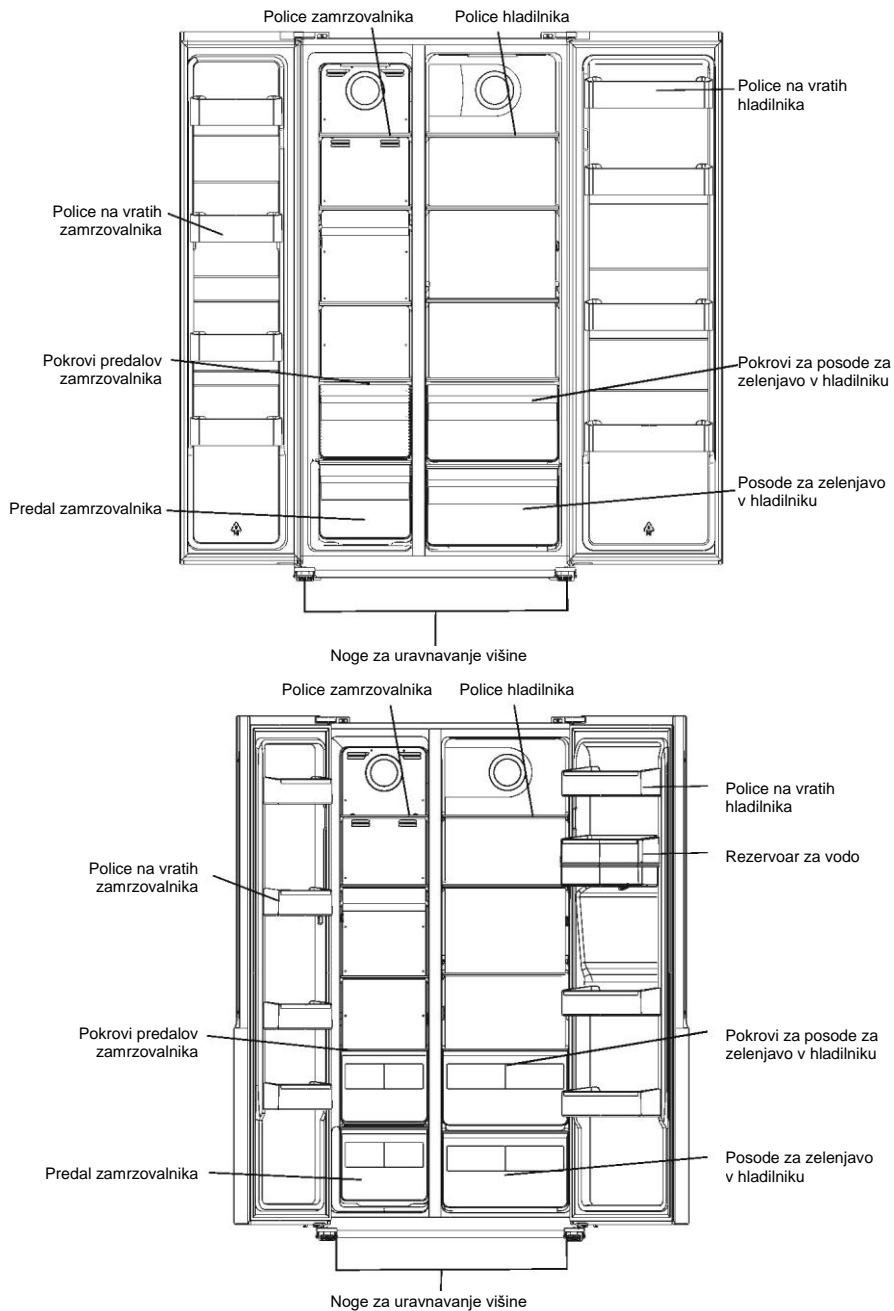 Police zamrzovalnika
Police hladilnika
Police na vratih
hladilnika
Police na vratih
zamrzovalnika
Pokrovi predalov
zamrzovalnika
Pokrovi za posode za
zelenjavo v hladilniku
Predal zamrzovalnika
Posode za zelenjavo
v hladilniku
Noge za uravnavanje višine
Police zamrzovalnika
Police hladilnika
Police na vratih
hladilnika
Rezervoar za vodo
Police na vratih
zamrzovalnika
Pokrovi predalov
zamrzovalnika
Pokrovi za posode za
zelenjavo v hladilniku
Predal zamrzovalnika
Posode za zelenjavo
v hladilniku
Noge za uravnavanje višine